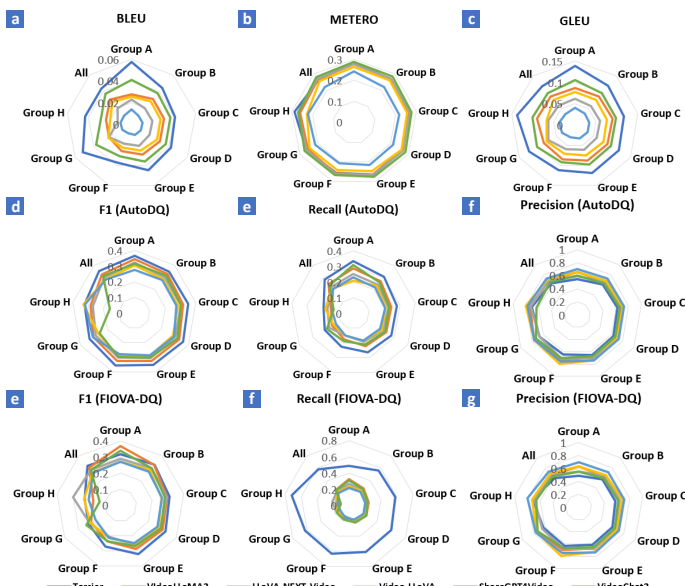 a BLEU
Group A
Group B
Group C
Group D
Group E
Group F
Group G
Group H
All
0.06
0.04
0.02
0
b METERO
Group A
Group B
Group C
Group D
Group E
Group F
Group G
Group H
All
0.3
0.2
0.1
0
c GLEU
Group A
Group B
Group C
Group D
Group E
Group F
Group G
Group H
All
0.15
0.1
0.05
0
d F1 (AutoDQ)
Group A
Group B
Group C
Group D
Group E
Group F
Group G
Group H
All
0.4
0.3
0.2
0.1
0
e Recall (AutoDQ)
Group A
Group B
Group C
Group D
Group E
Group F
Group G
Group H
All
0.4
0.3
0.2
0.1
0
f Precision (AutoDQ)
Group A
Group B
Group C
Group D
Group E
Group F
Group G
Group H
All
1
0.8
0.6
0.4
0.2
0
e F1 (FIOVA-DQ)
Group A
Group B
Group C
Group D
Group E
Group F
Group G
Group H
All
0.4
0.3
0.2
0.1
0
f Recall (FIOVA-DQ)
Group A
Group B
Group C
Group D
Group E
Group F
Group G
Group H
All
0.8
0.6
0.4
0.2
0
g Precision (FIOVA-DQ)
Group A
Group B
Group C
Group D
Group E
Group F
Group G
Group H
All
1
0.8
0.6
0.4
0.2
0
Tarsier VideoLLaMA2 LLaVA-NEXT-Video Video-LLaVA ShareGPT4Video VideoChat2